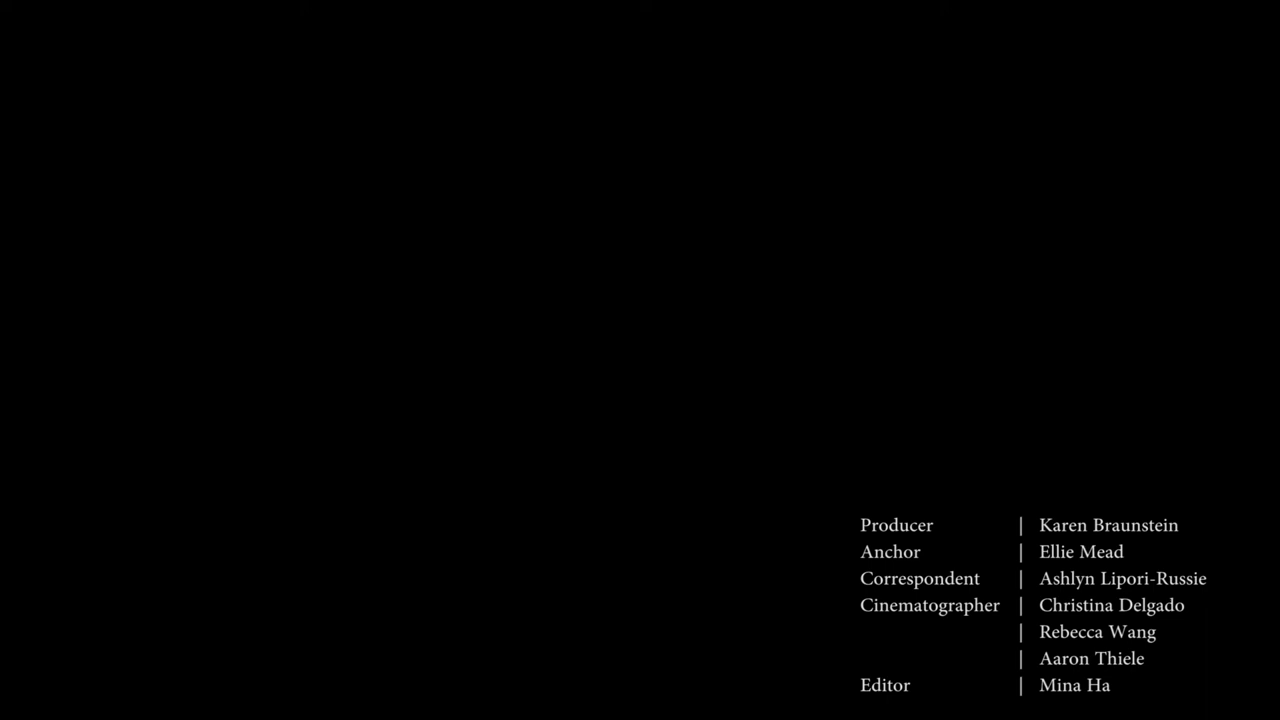 Producer | Karen Braunstein
Anchor | Ellie Mead
Correspondent | Ashlyn Lipori-Russie
Cinematographer | Christina Delgado
| Rebecca Wang
| Aaron Thiele
Editor | Mina Ha